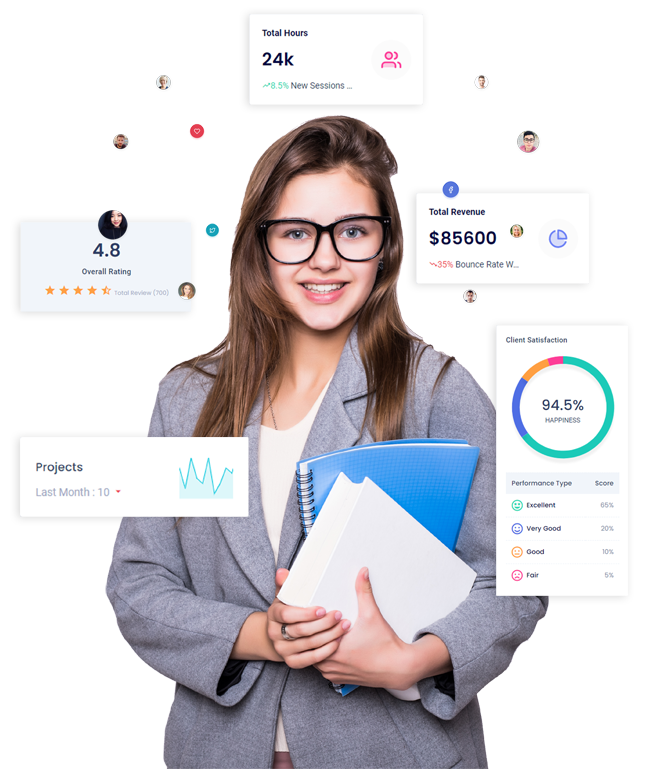 Total Hours
24k
8.5% New Sessions ...
Total Revenue
$85600
35% Bounce Rate W...
4.8
Overall Rating
Total Review (700)
Client Satisfaction
94.5%
HAPPINESS
Performance Type Score
Excellent 65%
Very Good 20%
Good 10%
Fair 5%
Projects
Last Month : 10